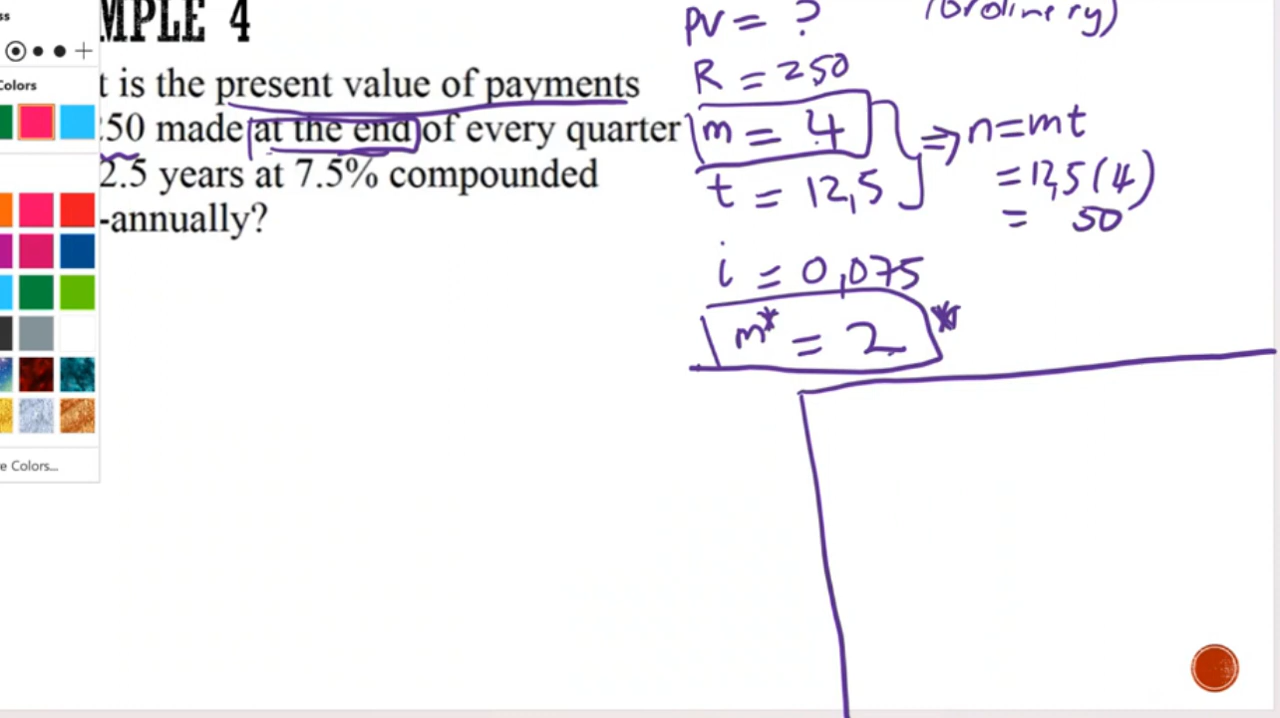 MPLE 4
t is the present value of payments
50 made at the end of every quarter
2.5 years at 7.5% compounded
-annually?
PV = ?
(ordinery)
R = 250
m = 4
t = 12,5
⇒ n=mt
= 12,5(4)
= 50
i = 0,075
m* = 2 *
ss
Colors
e Colors...